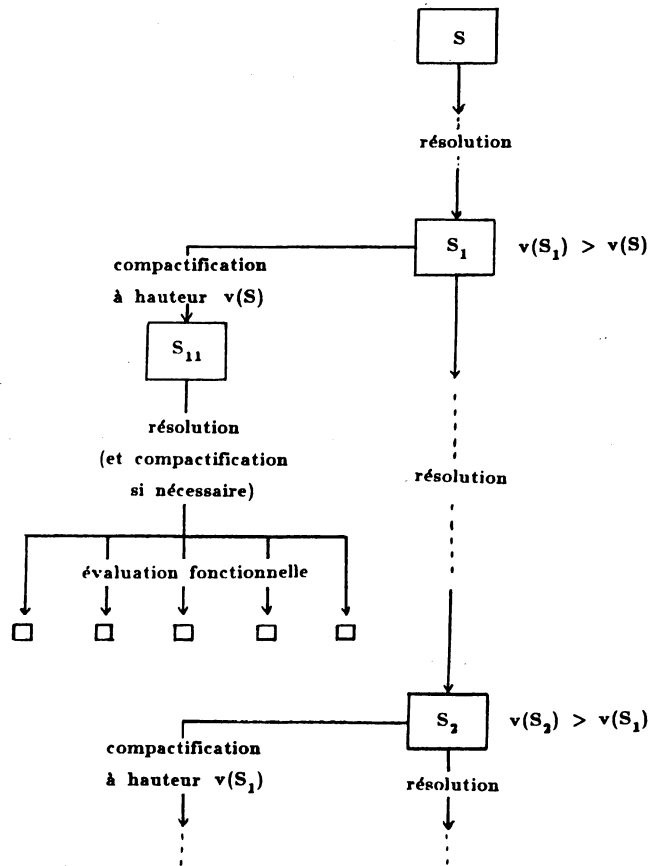 S
résolution
S₁ v(S₁) > v(S)
compactification
à hauteur v(S)
S₁₁
résolution
(et compactification
si nécessaire)
résolution
évaluation fonctionnelle
S₂ v(S₂) > v(S₁)
compactification
à hauteur v(S₁)
résolution